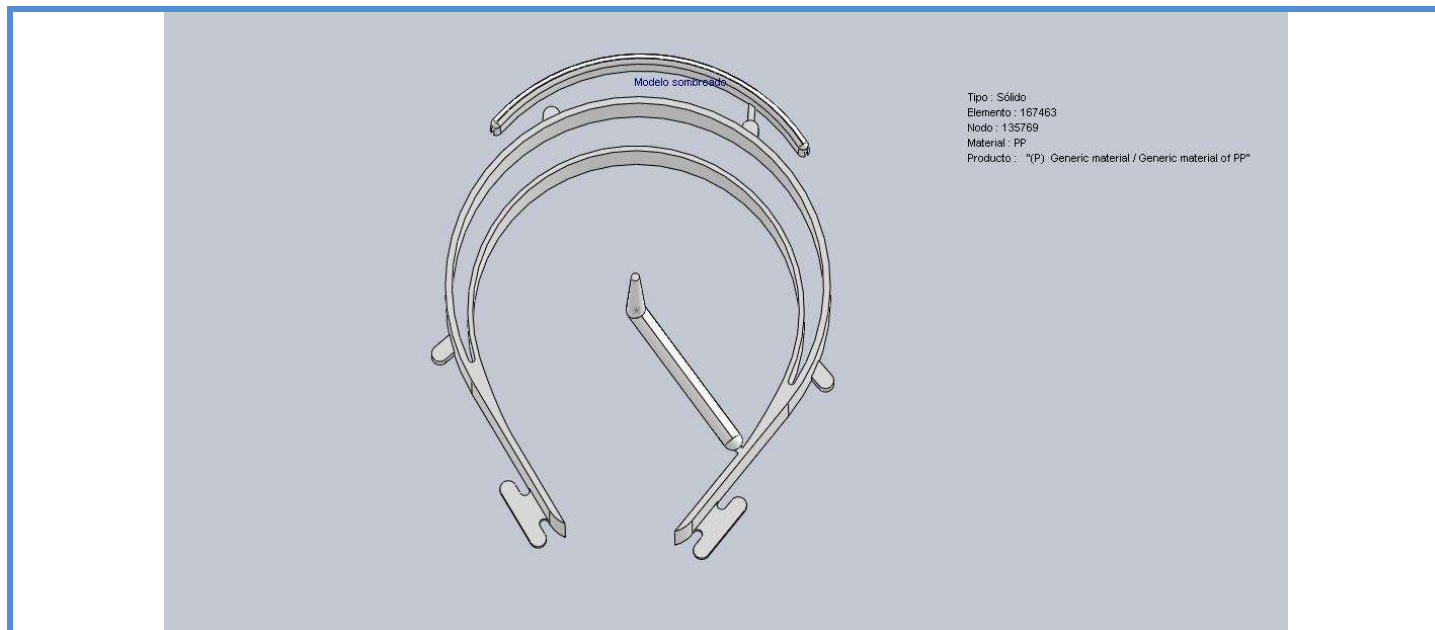 Modelo sombreado
Tipo : Sólido
Elemento : 167463
Nodo : 135769
Material : PP
Producto : "(P) Generic material / Generic material of PP"